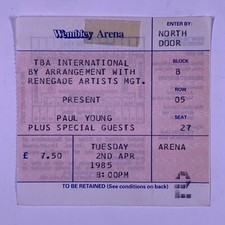 Wembley Arena
ENTER BY:
NORTH
DOOR
TBA INTERNATIONAL
BY ARRANGEMENT WITH
RENEGADE ARTISTS MGT.
BLOCK
B
ROW
05
PRESENT
PAUL YOUNG
PLUS SPECIAL GUESTS
SEAT
27
£ 7.50
TUESDAY
2ND APR
1985
8:00PM
ARENA
TO BE RETAINED (See conditions on back)
2